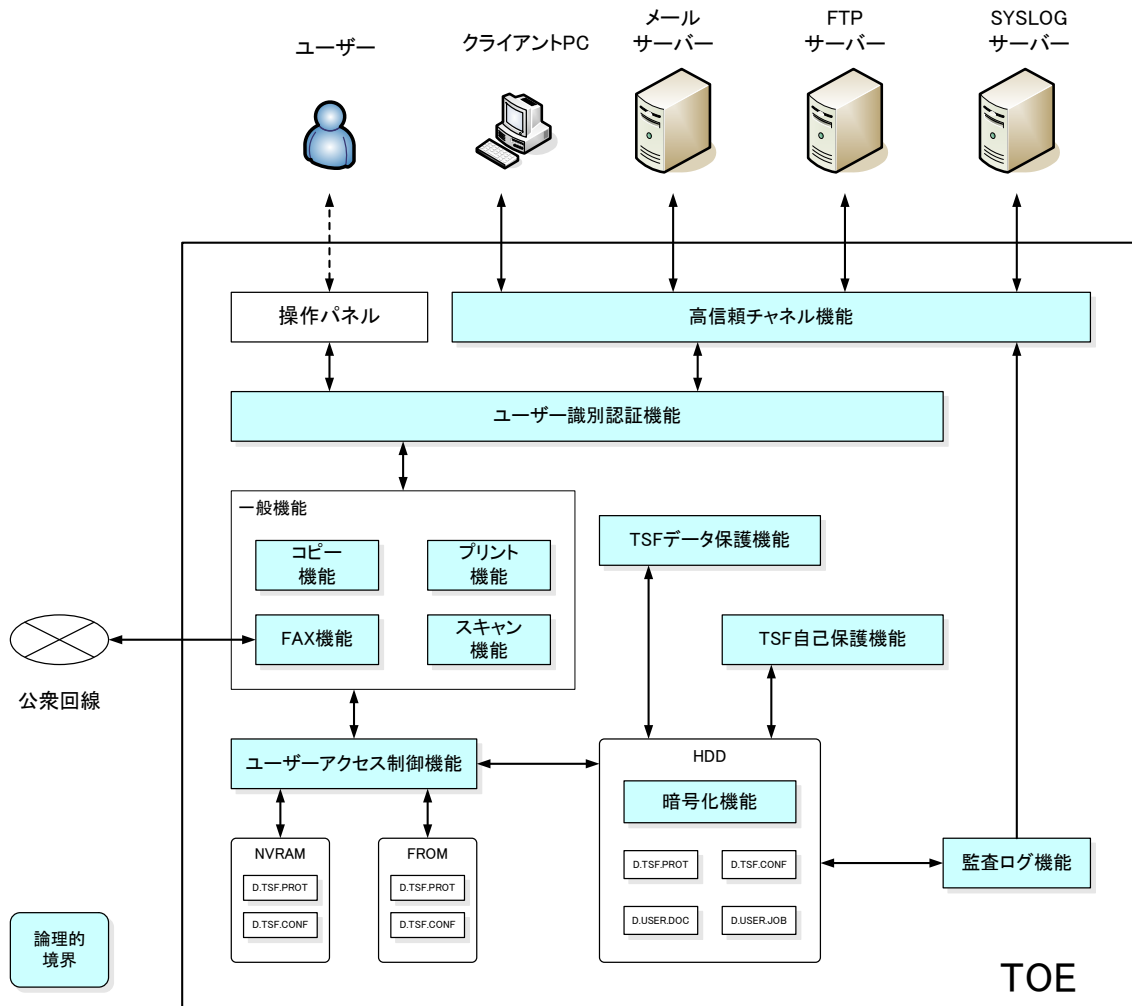 ユーザー
クライアントPC
メール
サーバー
FTP
サーバー
SYSLOG
サーバー
操作パネル
高信頼チャネル機能
ユーザー識別認証機能
一般機能
コピー
機能
プリント
機能
FAX機能
スキャン
機能
TSFデータ保護機能
TSF自己保護機能
公衆回線
ユーザーアクセス制御機能
HDD
暗号化機能
D.TSF.PROT
D.TSF.CONF
D.USER.DOC
D.USER.JOB
NVRAM
D.TSF.PROT
D.TSF.CONF
FROM
D.TSF.PROT
D.TSF.CONF
監査ログ機能
論理的
境界
TOE